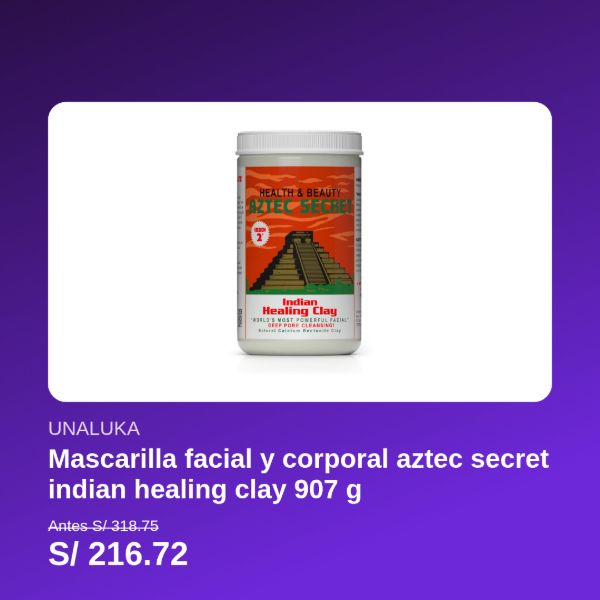 HEALTH & BEAUTY
AZTEC SECRET
Indian
Healing Clay
"WORLD'S MOST POWERFUL FACIAL"
DEEP PORE CLEANSING!
Natural Calcium Bentonite Clay
UNALUKA
Mascarilla facial y corporal aztec secret
indian healing clay 907 g
Antes S/ 318.75
S/ 216.72